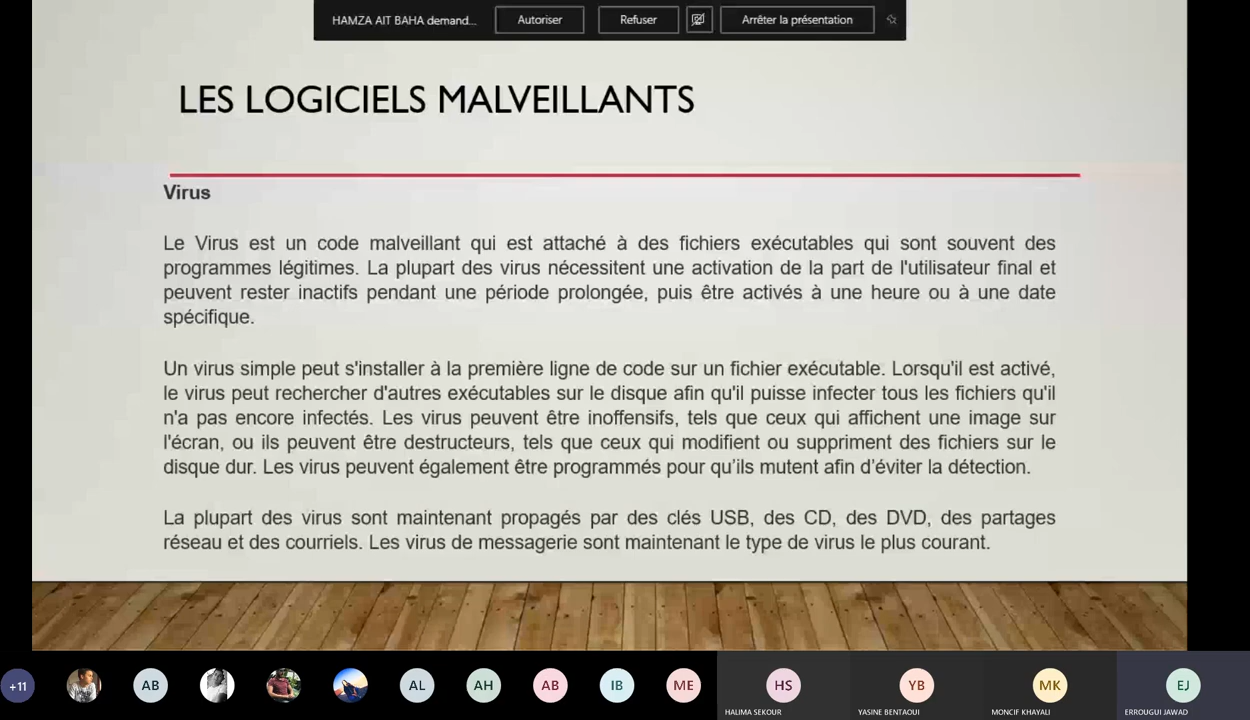 HAMZA AIT BAHA demand... Autoriser Refuser Arrêter la présentation
LES LOGICIELS MALVEILLANTS
Virus
Le Virus est un code malveillant qui est attaché à des fichiers exécutables qui sont souvent des
programmes légitimes. La plupart des virus nécessitent une activation de la part de l'utilisateur final et
peuvent rester inactifs pendant une période prolongée, puis être activés à une heure ou à une date
spécifique.
Un virus simple peut s'installer à la première ligne de code sur un fichier exécutable. Lorsqu'il est activé,
le virus peut rechercher d'autres exécutables sur le disque afin qu'il puisse infecter tous les fichiers qu'il
n'a pas encore infectés. Les virus peuvent être inoffensifs, tels que ceux qui affichent une image sur
l'écran, ou ils peuvent être destructeurs, tels que ceux qui modifient ou suppriment des fichiers sur le
disque dur. Les virus peuvent également être programmés pour qu’ils mutent afin d’éviter la détection.
La plupart des virus sont maintenant propagés par des clés USB, des CD, des DVD, des partages
réseau et des courriels. Les virus de messagerie sont maintenant le type de virus le plus courant.
+11 AB AL AH AB IB ME HS YB MK EJ
HALIMA SEKOUR YASINE BENTAOUI MONCIF KHAYALI ERROUGUI JAWAD